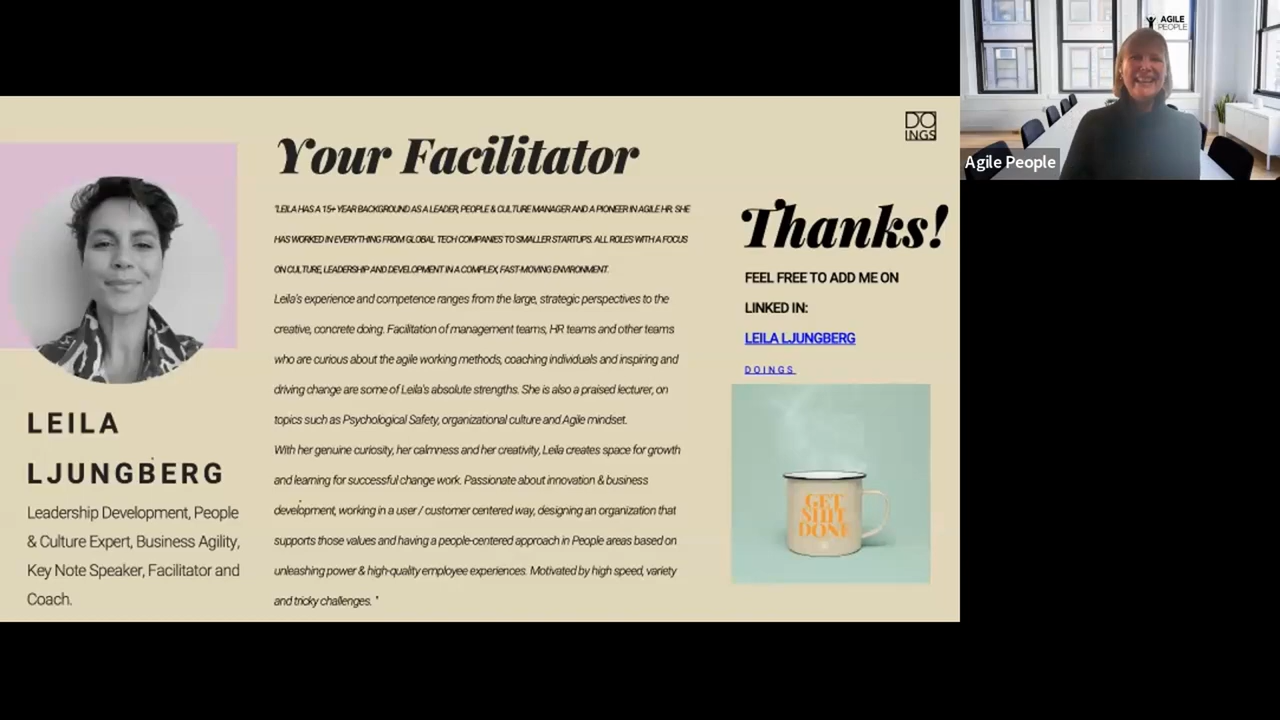 AGILE
PEOPLE
Agile People
DO
INGS
Your Facilitator
"LEILA HAS A 15+ YEAR BACKGROUND AS A LEADER, PEOPLE & CULTURE MANAGER AND A PIONEER IN AGILE HR. SHE
HAS WORKED IN EVERYTHING FROM GLOBAL TECH COMPANIES TO SMALLER STARTUPS. ALL ROLES WITH A FOCUS
ON CULTURE, LEADERSHIP AND DEVELOPMENT IN A COMPLEX, FAST-MOVING ENVIRONMENT.
Leila's experience and competence ranges from the large, strategic perspectives to the
creative, concrete doing. Facilitation of management teams, HR teams and other teams
who are curious about the agile working methods, coaching individuals and inspiring and
driving change are some of Leila's absolute strengths. She is also a praised lecturer, on
topics such as Psychological Safety, organizational culture and Agile mindset.
With her genuine curiosity, her calmness and her creativity, Leila creates space for growth
and learning for successful change work. Passionate about innovation & business
development, working in a user / customer centered way, designing an organization that
supports those values and having a people-centered approach in People areas based on
unleashing power & high-quality employee experiences. Motivated by high speed, variety
and tricky challenges. "
LEILA
LJUNGBERG
Leadership Development, People
& Culture Expert, Business Agility,
Key Note Speaker, Facilitator and
Coach.
Thanks!
FEEL FREE TO ADD ME ON
LINKED IN:
LEILA LJUNGBERG
DOINGS
GET
SHIT
DONE